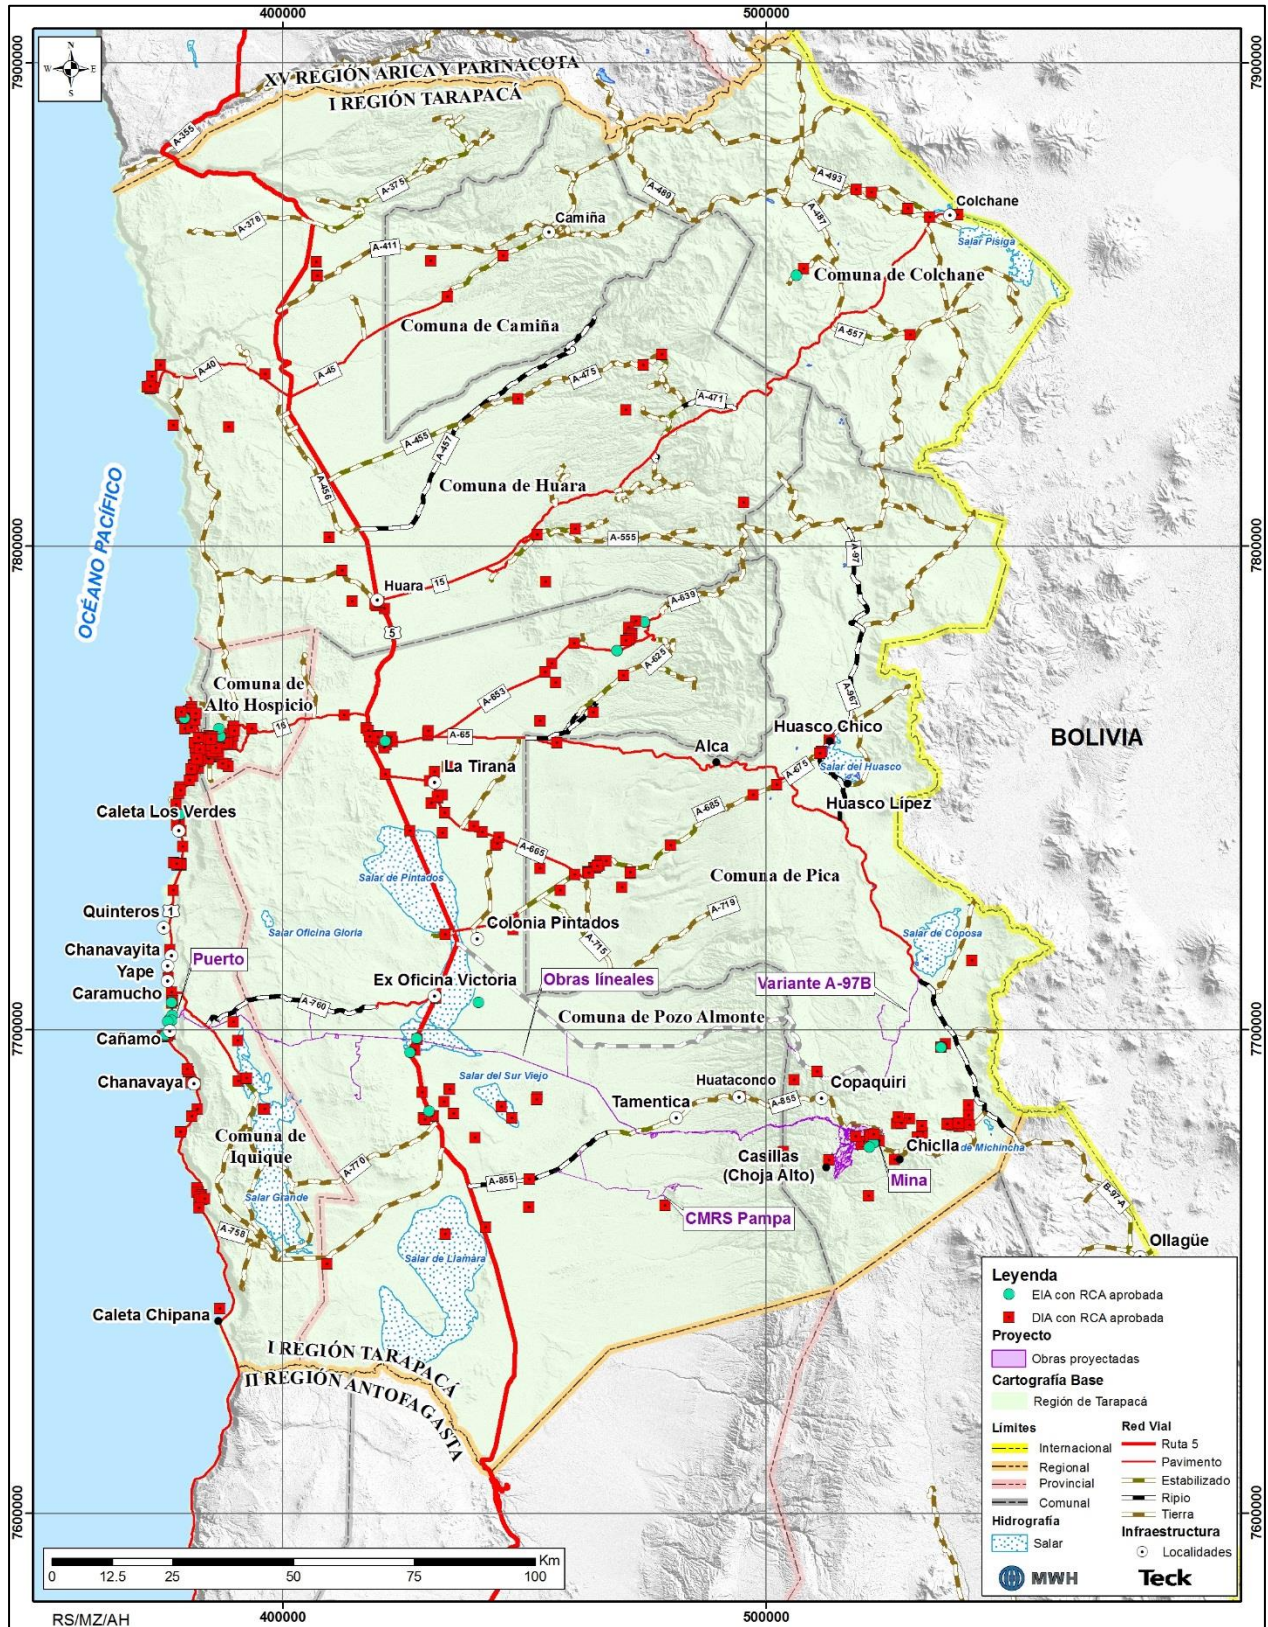 400000
500000
7900000
7900000
N
W
E
S
XV REGIÓN ARICA Y PARINACOTA
I REGIÓN TARAPACÁ
A-355
A-375
A-378
A-411
A-489
A-493
A-487
Camiña
Colchane
Salar Pisiga
Comuna de Colchane
Comuna de Camiña
A-557
A-40
A-45
A-475
A-471
A-455
A-457
A-456
Comuna de Huara
OCÉANO PACÍFICO
7800000
7800000
A-555
A-97
Huara
15
A-639
5
A-625
Comuna de
Alto Hospicio
A-653
A-967
16
A-65
Huasco Chico
BOLIVIA
Alca
A-675
Salar del Huasco
La Tirana
Huasco Lípez
A-685
Caleta Los Verdes
A-665
Salar de Pintados
Comuna de Pica
A-719
Quinteros
1
Salar Oficina Gloria
Colonia Pintados
Salar de Coposa
A-715
Chanavayita
Puerto
Yape
Ex Oficina Victoria
Obras líneales
Variante A-97B
Caramucho
A-760
Comuna de Pozo Almonte
7700000
7700000
Cañamo
Chanavaya
Salar del Sur Viejo
Huatacondo
Copaquiri
A-855
Tamentica
Comuna de
Iquique
Chiclla
de Michincha
Casillas
(Choja Alto)
A-770
A-855
Mina
B-97-A
Salar Grande
CMRS Pampa
A-758
Salar de Llamara
Ollagüe
Caleta Chipana
I REGIÓN TARAPACÁ
II REGIÓN ANTOFAGASTA
Leyenda
EIA con RCA aprobada
DIA con RCA aprobada
Proyecto
Obras proyectadas
Cartografía Base
Región de Tarapacá
Límites
Internacional
Regional
Provincial
Comunal
Hidrografía
Salar
Red Vial
Ruta 5
Pavimento
Estabilizado
Ripio
Tierra
Infraestructura
Localidades
MWH
Teck
7600000
7600000
Km
0
12.5
25
50
75
100
RS/MZ/AH
400000
500000